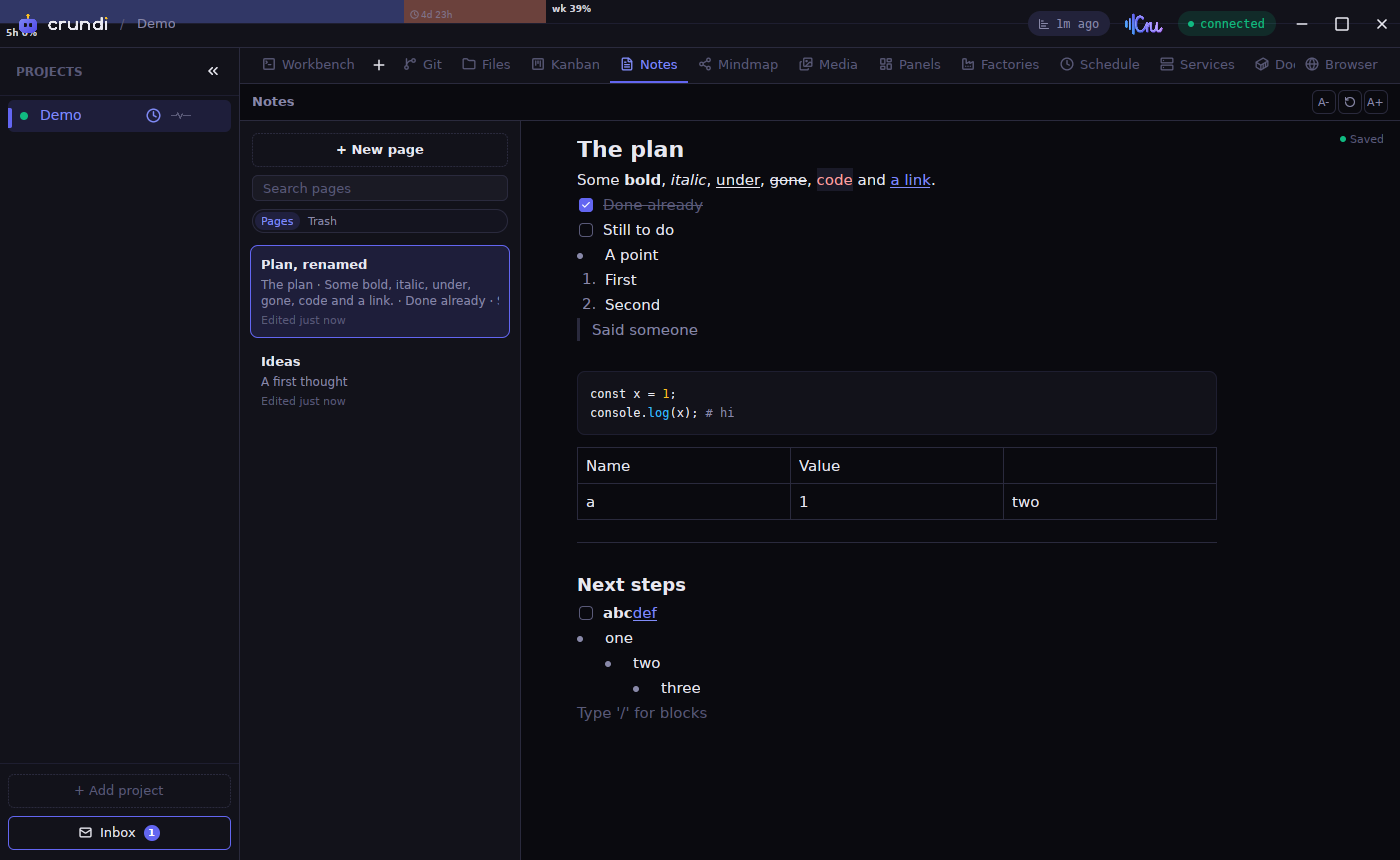 4d 23h
wk 39%
5h
crundi / Demo
1m ago
Cru
connected
PROJECTS
Demo
Workbench
Git
Files
Kanban
Notes
Mindmap
Media
Panels
Factories
Schedule
Services
Doc
Browser
Notes
A-
A+
+ New page
Search pages
Pages
Trash
Plan, renamed
The plan · Some bold, italic, under,
gone, code and a link. · Done already ·
Edited just now
Ideas
A first thought
Edited just now
Saved
The plan
Some bold, italic, under, gone, code and a link.
Done already
Still to do
A point
1. First
2. Second
Said someone
const x = 1;
console.log(x); # hi
Name Value
a 1 two
Next steps
abcdef
one
two
three
Type '/' for blocks
+ Add project
Inbox 1